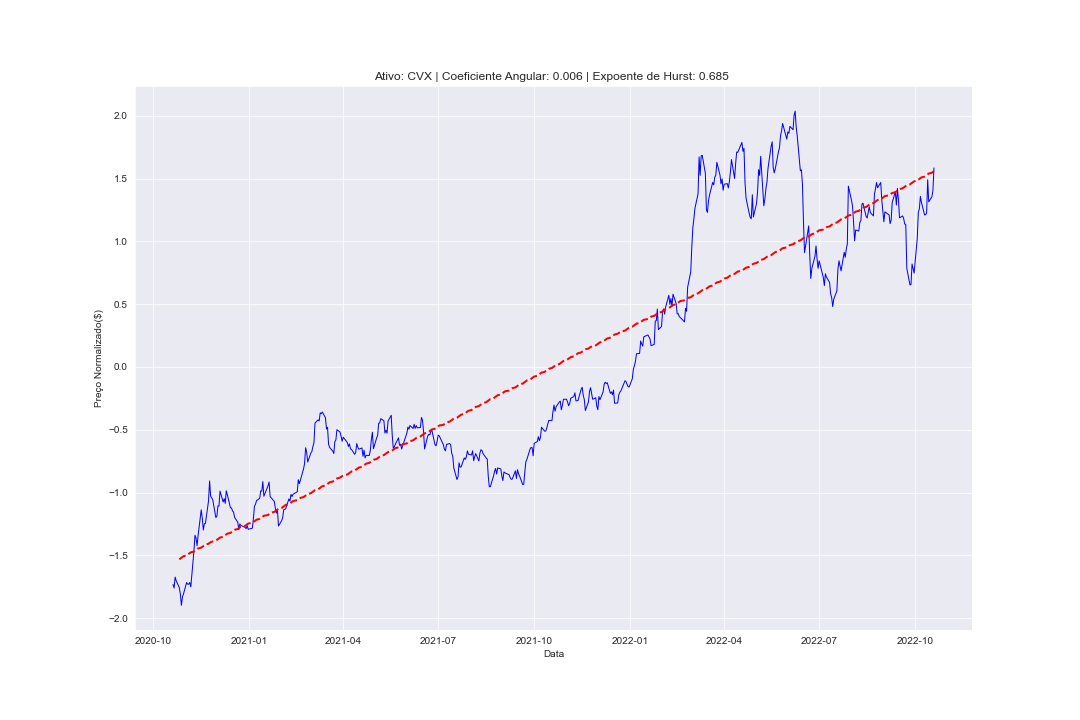 Ativo: CVX | Coeficiente Angular: 0.006 | Expoente de Hurst: 0.685
2.0
1.5
1.0
0.5
0.0
−0.5
−1.0
−1.5
−2.0
Preço Normalizado($)
2020-10 2021-01 2021-04 2021-07 2021-10 2022-01 2022-04 2022-07 2022-10
Data